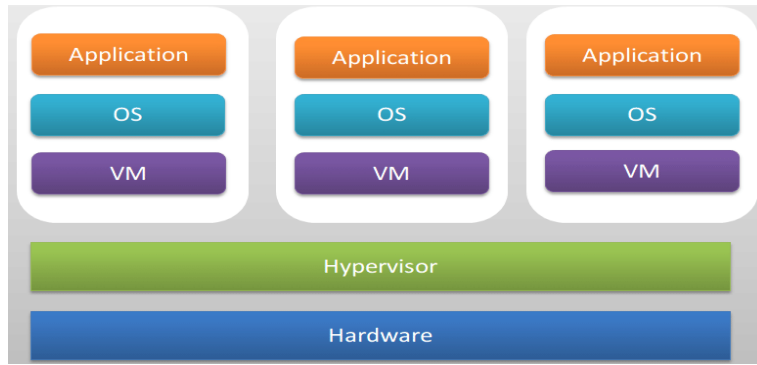 Application
Application
Application
OS
OS
OS
VM
VM
VM
Hypervisor
Hardware